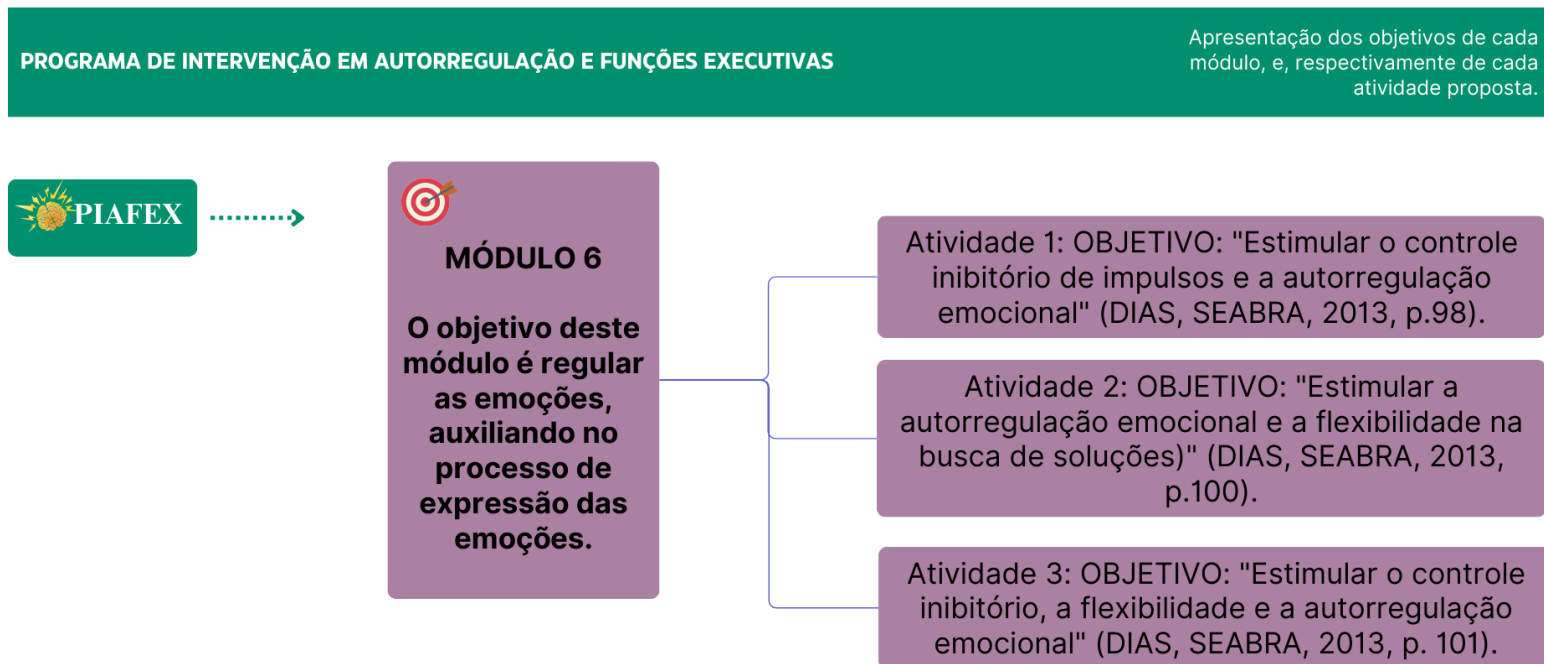 PROGRAMA DE INTERVENÇÃO EM AUTORREGULAÇÃO E FUNÇÕES EXECUTIVAS
Apresentação dos objetivos de cada
módulo, e, respectivamente de cada
atividade proposta.
PIAFEX
MÓDULO 6
O objetivo deste
módulo é regular
as emoções,
auxiliando no
processo de
expressão das
emoções.
Atividade 1: OBJETIVO: "Estimular o controle
inibitório de impulsos e a autorregulação
emocional" (DIAS, SEABRA, 2013, p.98).
Atividade 2: OBJETIVO: "Estimular a
autorregulação emocional e a flexibilidade na
busca de soluções)" (DIAS, SEABRA, 2013,
p.100).
Atividade 3: OBJETIVO: "Estimular o controle
inibitório, a flexibilidade e a autorregulação
emocional" (DIAS, SEABRA, 2013, p. 101).